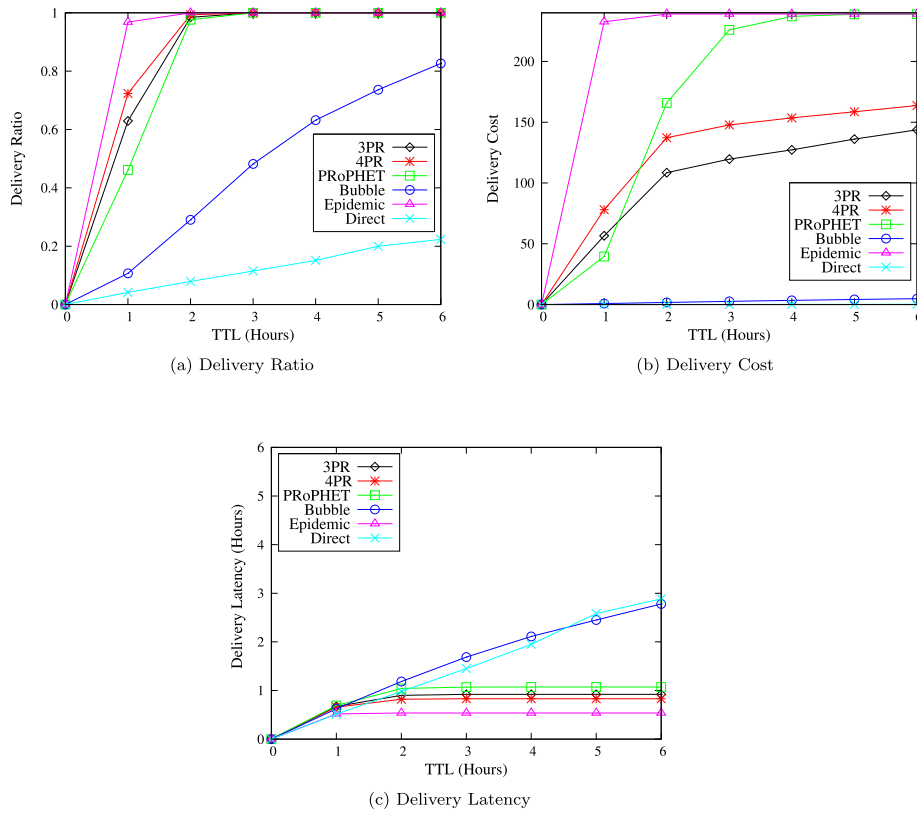 1
0.8
0.6
0.4
0.2
0
Delivery Ratio
3PR
4PR
PRoPHET
Bubble
Epidemic
Direct
0 1 2 3 4 5 6
TTL (Hours)
(a) Delivery Ratio
200
150
100
50
0
Delivery Cost
3PR
4PR
PRoPHET
Bubble
Epidemic
Direct
0 1 2 3 4 5 6
TTL (Hours)
(b) Delivery Cost
6
5
4
3
2
1
0
Delivery Latency (Hours)
3PR
4PR
PRoPHET
Bubble
Epidemic
Direct
0 1 2 3 4 5 6
TTL (Hours)
(c) Delivery Latency